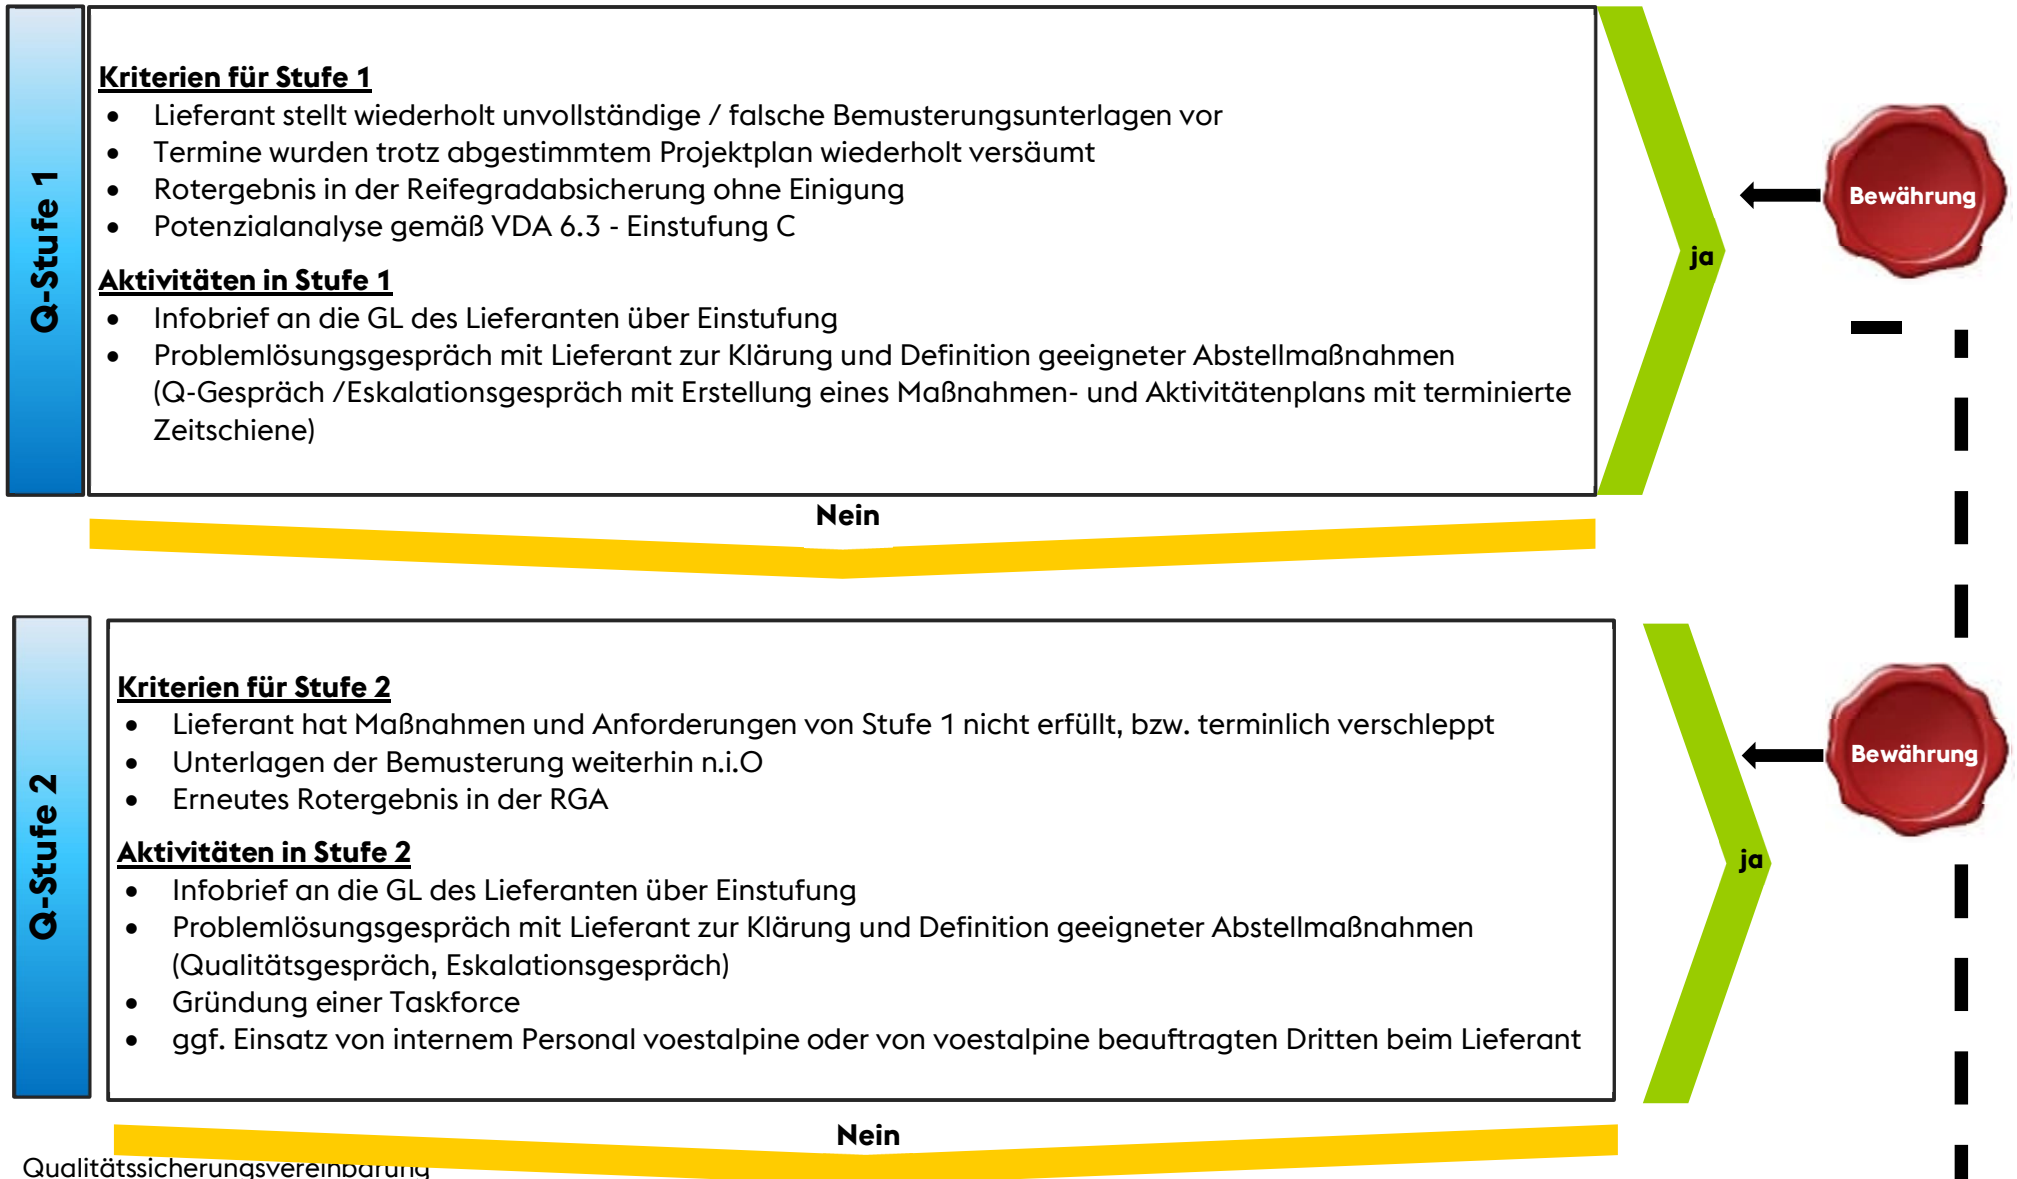 Q-Stufe 1
Kriterien für Stufe 1
• Lieferant stellt wiederholt unvollständige / falsche Bemusterungsunterlagen vor
• Termine wurden trotz abgestimmtem Projektplan wiederholt versäumt
• Rotergebnis in der Reifegradabsicherung ohne Einigung
• Potenzialanalyse gemäß VDA 6.3 - Einstufung C
Aktivitäten in Stufe 1
• Infobrief an die GL des Lieferanten über Einstufung
• Problemlösungsgespräch mit Lieferant zur Klärung und Definition geeigneter Abstellmaßnahmen
(Q-Gespräch /Eskalationsgespräch mit Erstellung eines Maßnahmen- und Aktivitätenplans mit terminierte
Zeitschiene)
ja
Bewährung
Nein
Q-Stufe 2
Kriterien für Stufe 2
• Lieferant hat Maßnahmen und Anforderungen von Stufe 1 nicht erfüllt, bzw. terminlich verschleppt
• Unterlagen der Bemusterung weiterhin n.i.O
• Erneutes Rotergebnis in der RGA
Aktivitäten in Stufe 2
• Infobrief an die GL des Lieferanten über Einstufung
• Problemlösungsgespräch mit Lieferant zur Klärung und Definition geeigneter Abstellmaßnahmen
(Qualitätsgespräch, Eskalationsgespräch)
• Gründung einer Taskforce
• ggf. Einsatz von internem Personal voestalpine oder von voestalpine beauftragten Dritten beim Lieferant
ja
Bewährung
Nein
Qualitätssicherungsvereinbarung